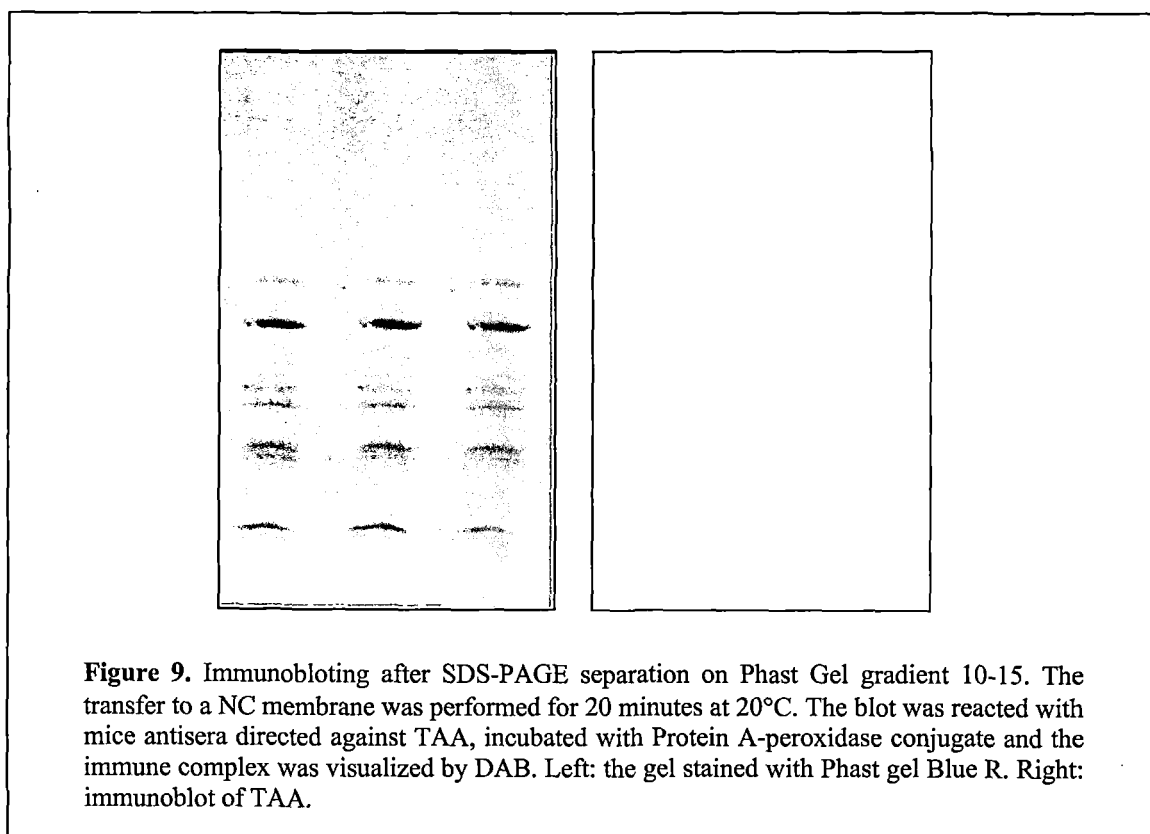 Figure 9. Immunobloting after SDS-PAGE separation on Phast Gel gradient 10-15. The
transfer to a NC membrane was performed for 20 minutes at 20°C. The blot was reacted with
mice antisera directed against TAA, incubated with Protein A-peroxidase conjugate and the
immune complex was visualized by DAB. Left: the gel stained with Phast gel Blue R. Right:
immunoblot of TAA.